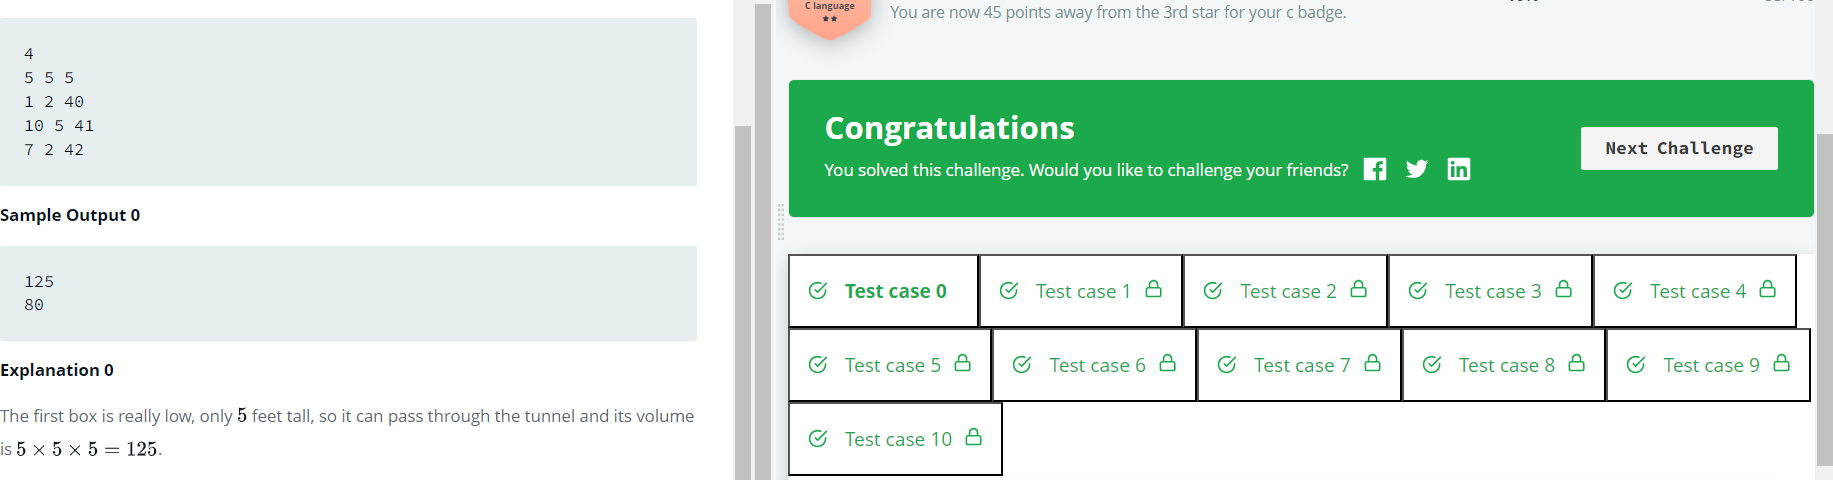 4
5 5 5
1 2 40
10 5 41
7 2 42
Sample Output 0
125
80
Explanation 0
The first box is really low, only 5 feet tall, so it can pass through the tunnel and its volume
is 5 × 5 × 5 = 125.
C language
You are now 45 points away from the 3rd star for your c badge.
Congratulations
You solved this challenge. Would you like to challenge your friends?
Next Challenge
Test case 0 Test case 1 Test case 2 Test case 3 Test case 4
Test case 5 Test case 6 Test case 7 Test case 8 Test case 9
Test case 10